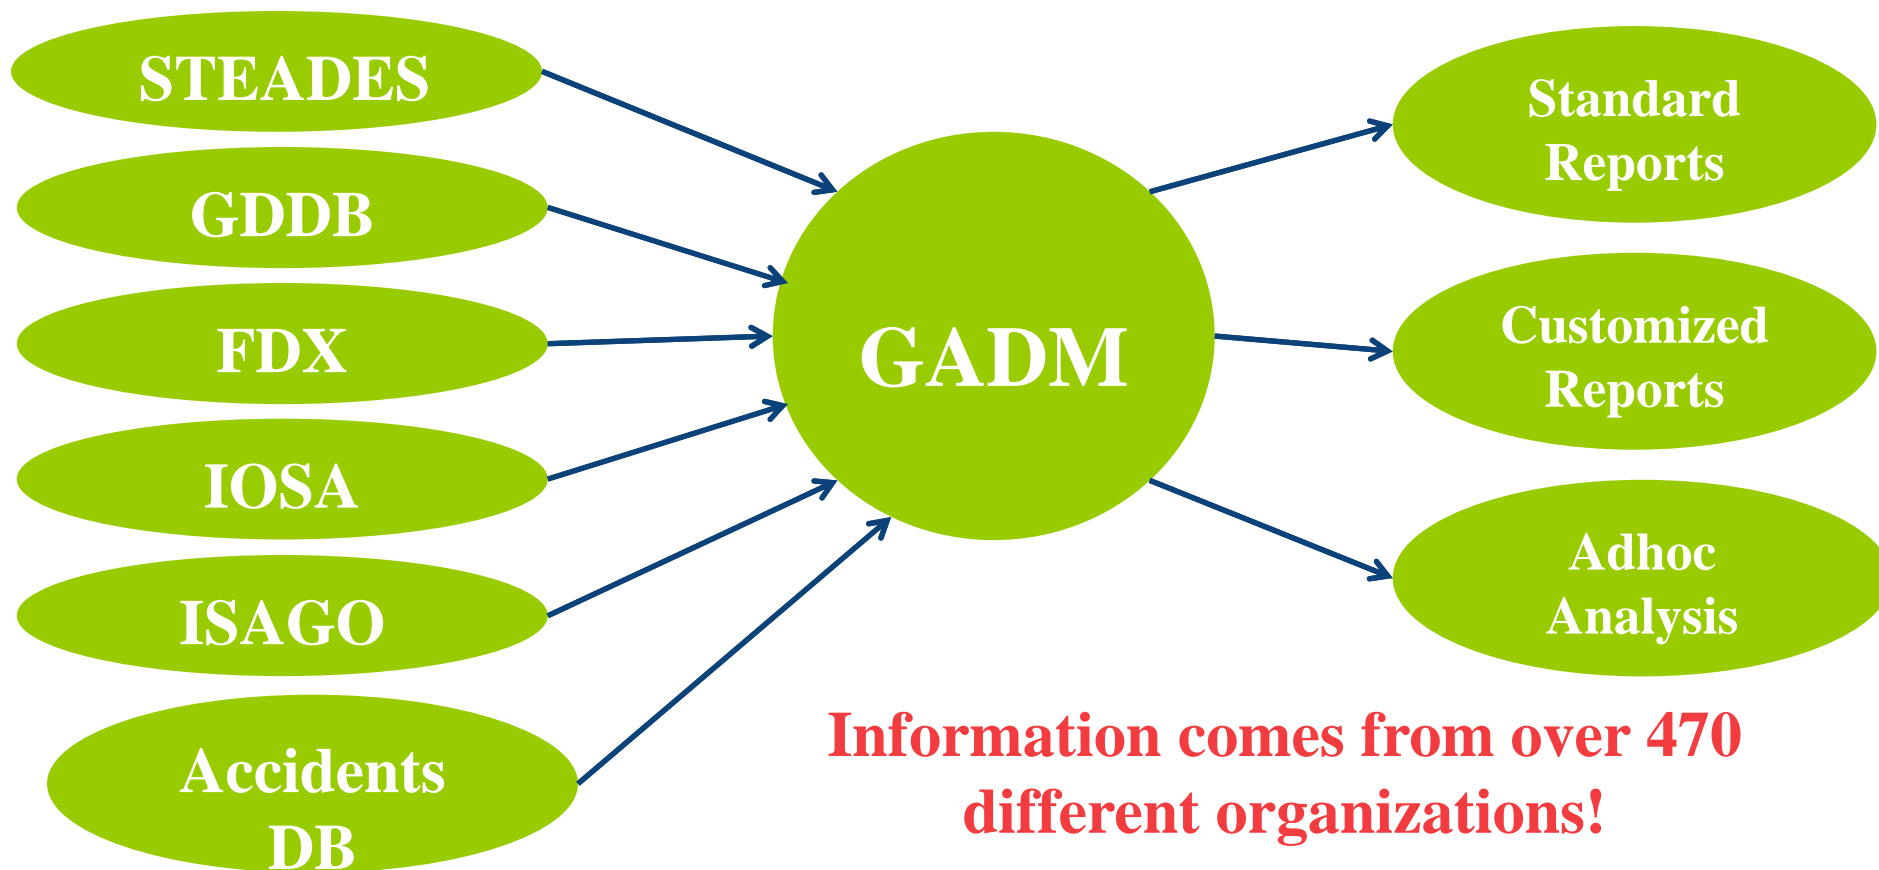 STEADES
GDDB
FDX
IOSA
ISAGO
Accidents
DB
GADM
Standard
Reports
Customized
Reports
Adhoc
Analysis
Information comes from over 470
different organizations!